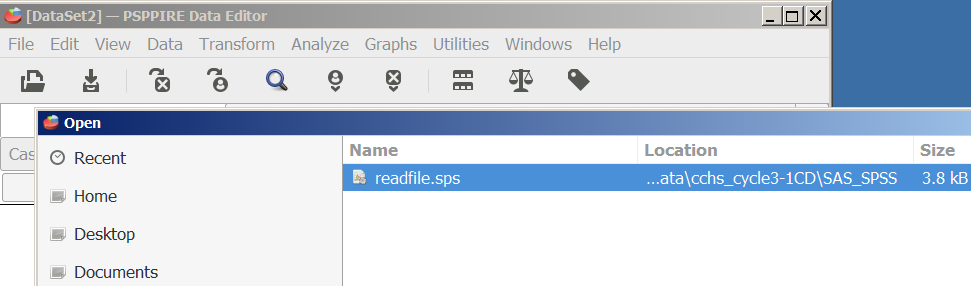 [DataSet2] — PSPPIRE Data Editor
File Edit View Data Transform Analyze Graphs Utilities Windows Help
Open
Cas
Recent
Home
Desktop
Documents
Name Location Size
readfile.sps ...ata\cchs_cycle3-1CD\SAS_SPSS 3.8 kB